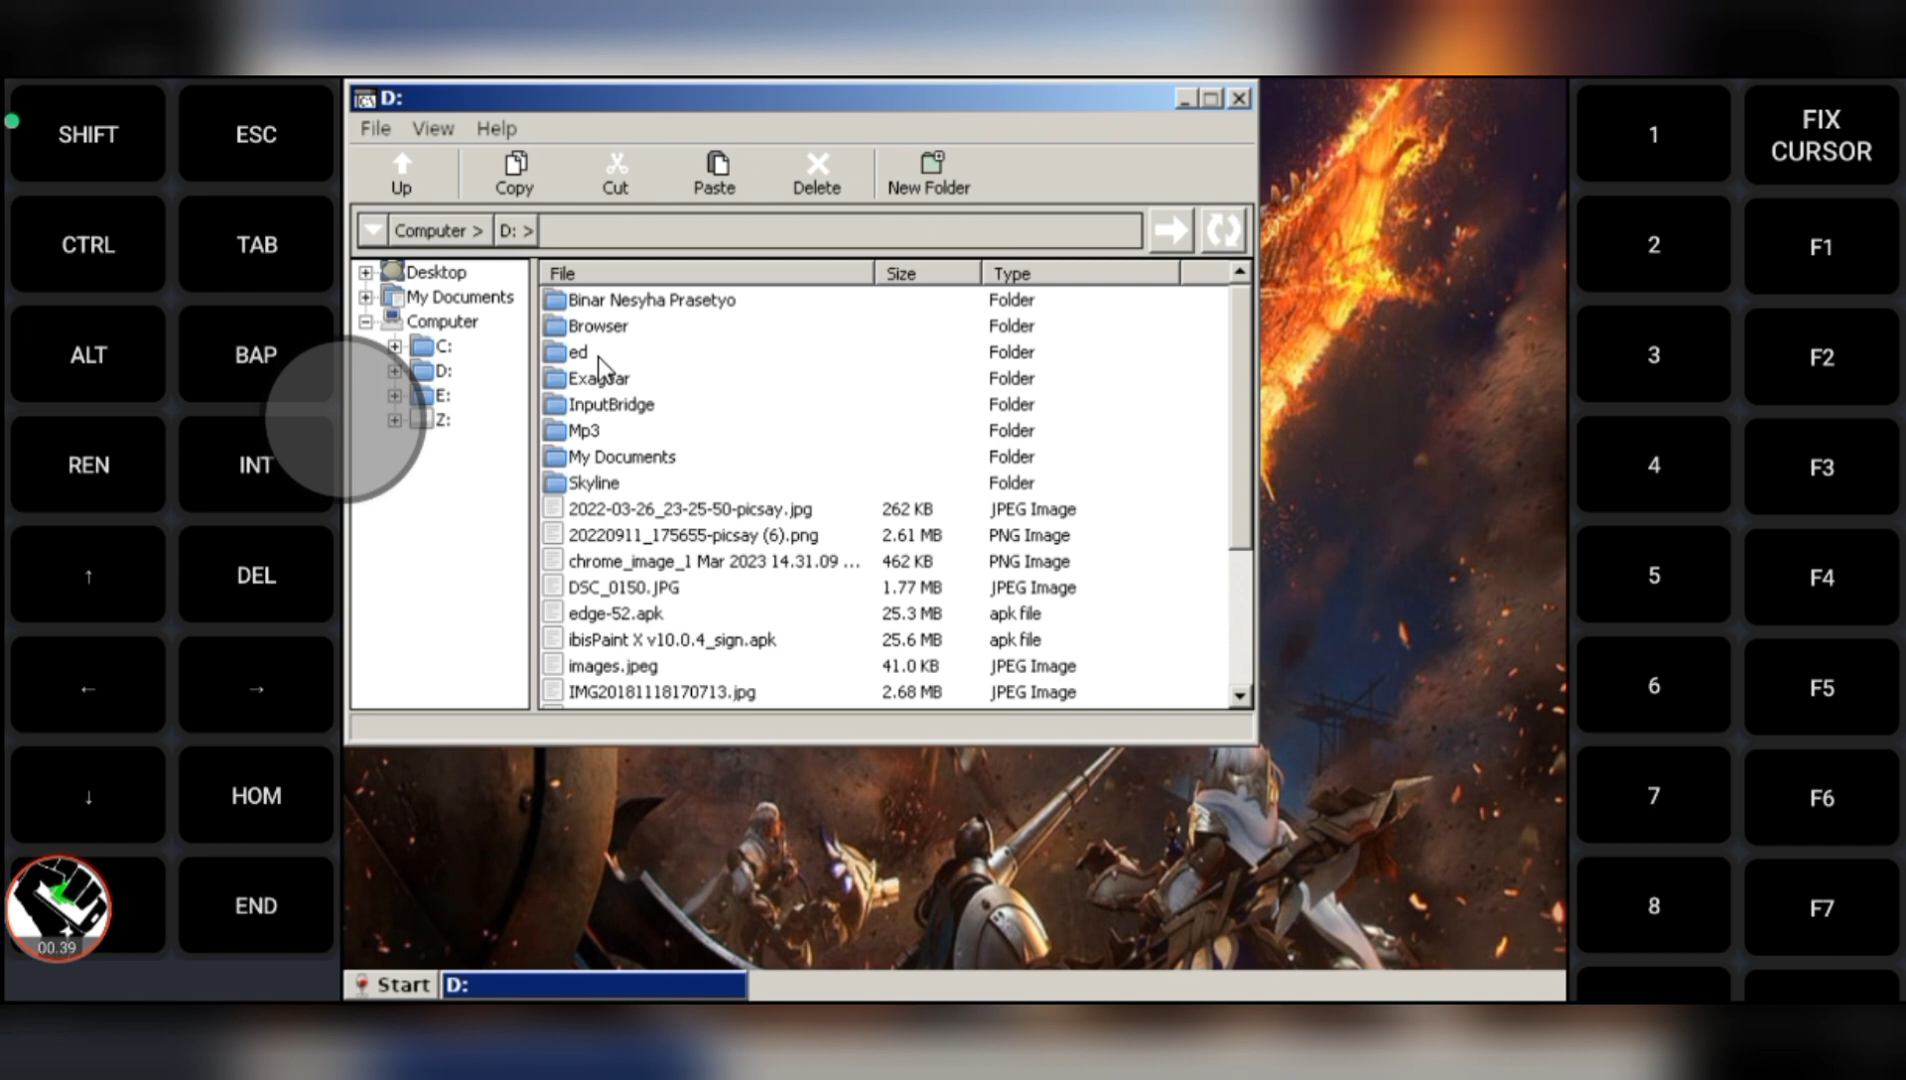 SHIFT
ESC
CTRL
TAB
ALT
BAP
REN
INT
↑
DEL
←
→
↓
HOM
END
00.39
D:
File View Help
Up
Copy
Cut
Paste
Delete
New Folder
Computer > D: >
Desktop
My Documents
Computer
C:
D:
E:
Z:
File Size Type
Binar Nesyha Prasetyo Folder
Browser Folder
ed Folder
Exagear Folder
InputBridge Folder
Mp3 Folder
My Documents Folder
Skyline Folder
2022-03-26_23-25-50-picsay.jpg 262 KB JPEG Image
20220911_175655-picsay (6).png 2.61 MB PNG Image
chrome_image_1 Mar 2023 14.31.09 ... 462 KB PNG Image
DSC_0150.JPG 1.77 MB JPEG Image
edge-52.apk 25.3 MB apk file
ibisPaint X v10.0.4_sign.apk 25.6 MB apk file
images.jpeg 41.0 KB JPEG Image
IMG20181118170713.jpg 2.68 MB JPEG Image
Start D:
1
FIX CURSOR
2
F1
3
F2
4
F3
5
F4
6
F5
7
F6
8
F7